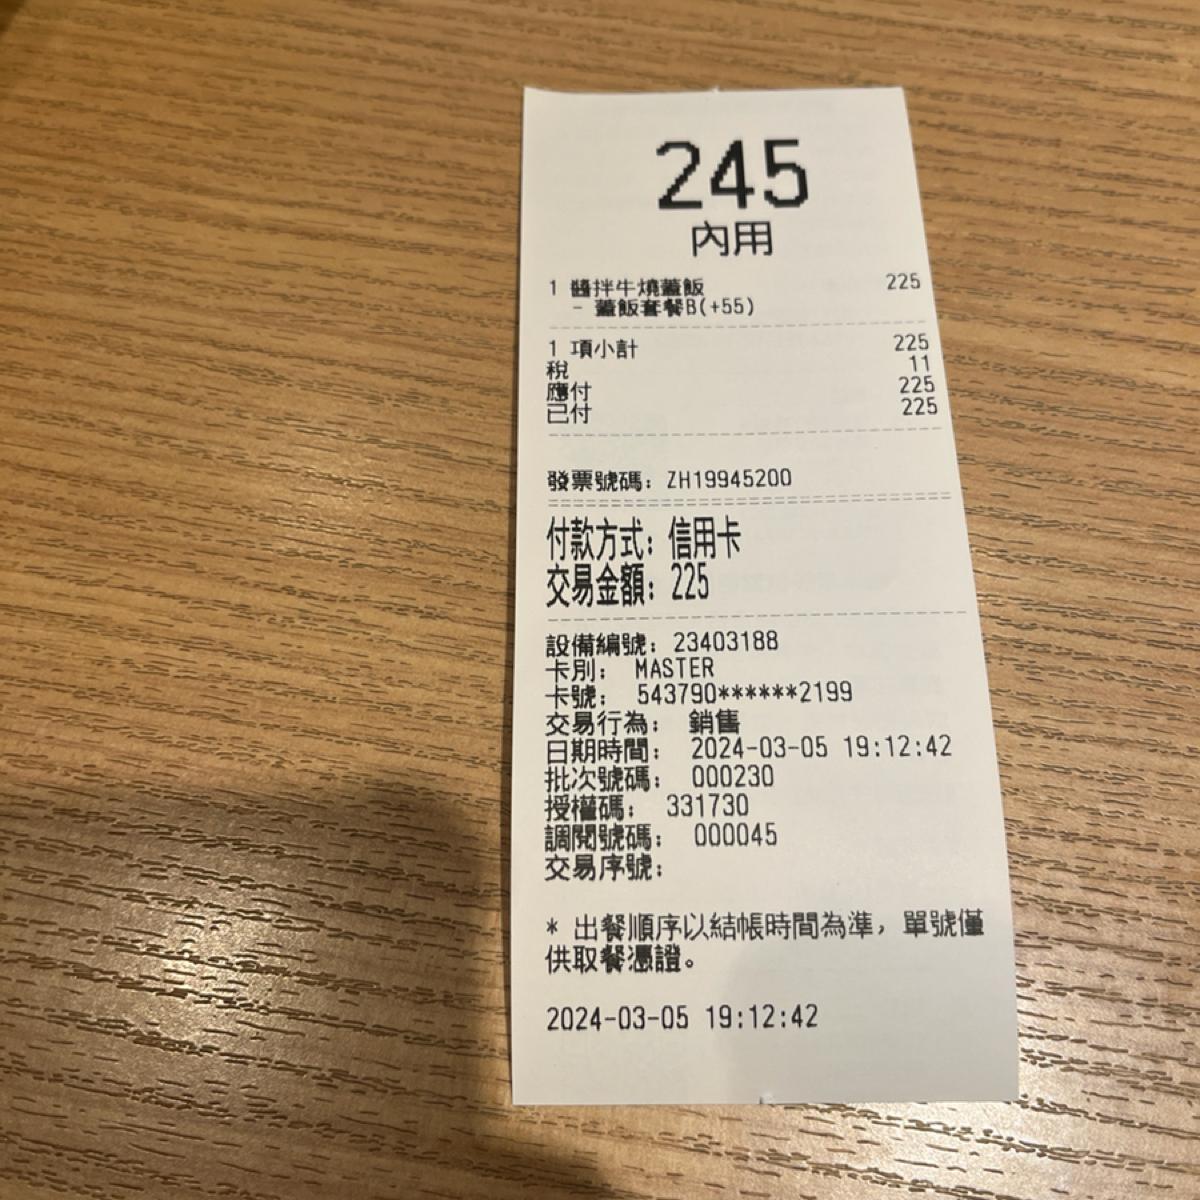 245
內用
1 醬拌牛燒蓋飯 225
- 蓋飯套餐B(+55)
1 項小計 225
稅 11
應付 225
已付 225
發票號碼: ZH19945200
付款方式: 信用卡
交易金額: 225
設備編號: 23403188
卡別: MASTER
卡號: 543790******2199
交易行為: 銷售
日期時間: 2024-03-05 19:12:42
批次號碼: 000230
授權碼: 331730
調閱號碼: 000045
交易序號:
* 出餐順序以結帳時間為準, 單號僅
供取餐憑證。
2024-03-05 19:12:42